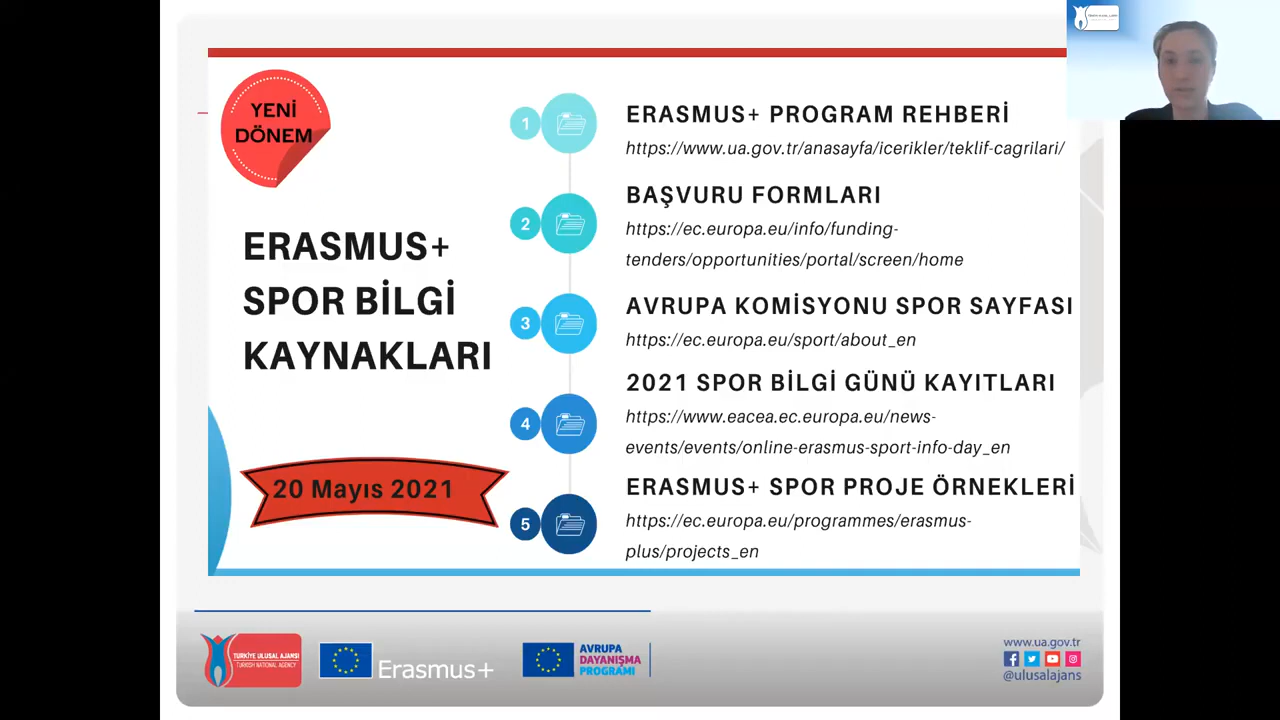 YENİ
DÖNEM
ERASMUS+
SPOR BİLGİ
KAYNAKLARI
20 Mayıs 2021
1
ERASMUS+ PROGRAM REHBERİ
https://www.ua.gov.tr/anasayfa/icerikler/teklif-cagrilari/
2
BAŞVURU FORMLARI
https://ec.europa.eu/info/funding-
tenders/opportunities/portal/screen/home
3
AVRUPA KOMİSYONU SPOR SAYFASI
https://ec.europa.eu/sport/about_en
4
2021 SPOR BİLGİ GÜNÜ KAYITLARI
https://www.eacea.ec.europa.eu/news-
events/events/online-erasmus-sport-info-day_en
5
ERASMUS+ SPOR PROJE ÖRNEKLERİ
https://ec.europa.eu/programmes/erasmus-
plus/projects_en
TÜRKİYE ULUSAL AJANSI
TURKISH NATIONAL AGENCY
Erasmus+
AVRUPA
DAYANIŞMA
PROGRAMI
www.ua.gov.tr
@ulusalajans